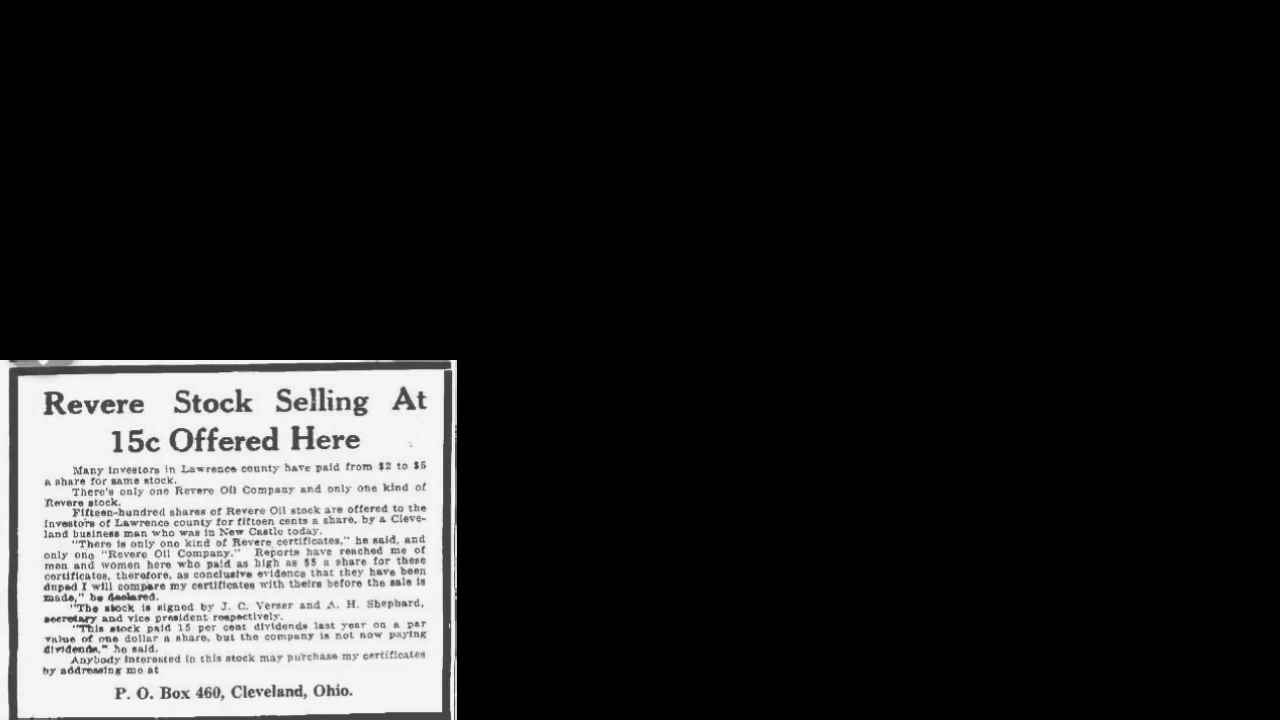 Revere Stock Selling At
15c Offered Here
Many investors in Lawrence county have paid from $2 to $5
a share for same stock.
There's only one Revere Oil Company and only one kind of
Revere stock.
Fifteen-hundred shares of Revere Oil stock are offered to the
investors of Lawrence county for fifteen cents a share, by a Cleve-
land business man who was in New Castle today.
"There is only one kind of Revere certificates," he said, and
only one "Revere Oil Company." Reports have reached me of
men and women here who paid as high as $5 a share for these
certificates, therefore, as conclusive evidence that they have been
duped I will compare my certificates with theirs before the sale is
made," he declared.
"The stock is signed by J. C. Verser and A. H. Shephard,
secretary and vice president respectively.
"This stock paid 15 per cent dividends last year on a par
value of one dollar a share, but the company is not now paying
dividends," he said.
Anybody interested in this stock may purchase my certificates
by addressing me at
P. O. Box 460, Cleveland, Ohio.